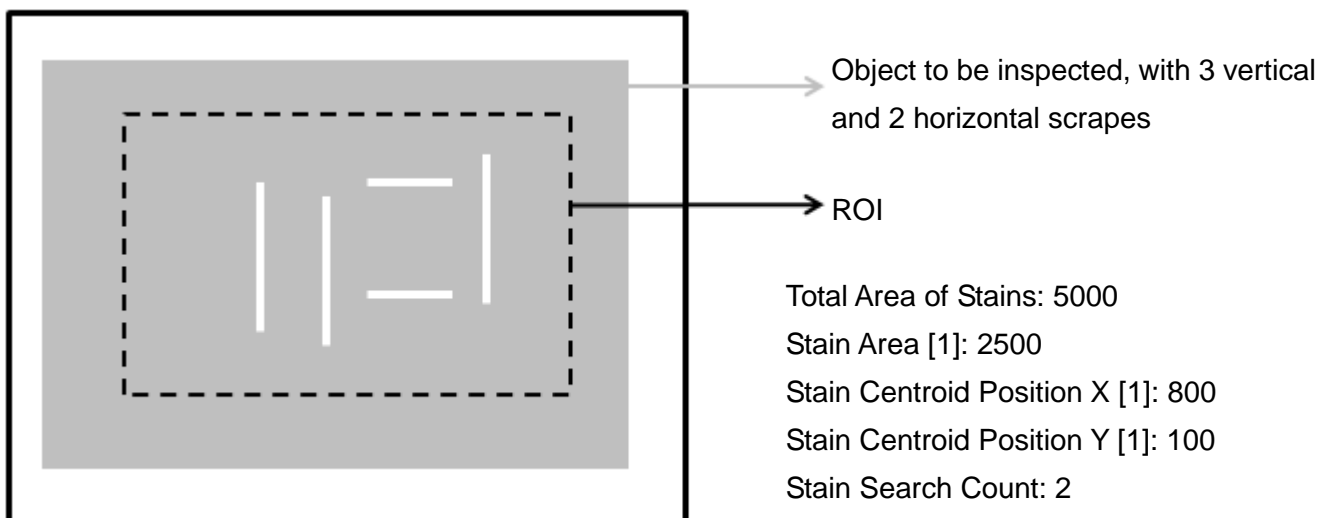 Object to be inspected, with 3 vertical
and 2 horizontal scrapes
ROI
Total Area of Stains: 5000
Stain Area [1]: 2500
Stain Centroid Position X [1]: 800
Stain Centroid Position Y [1]: 100
Stain Search Count: 2